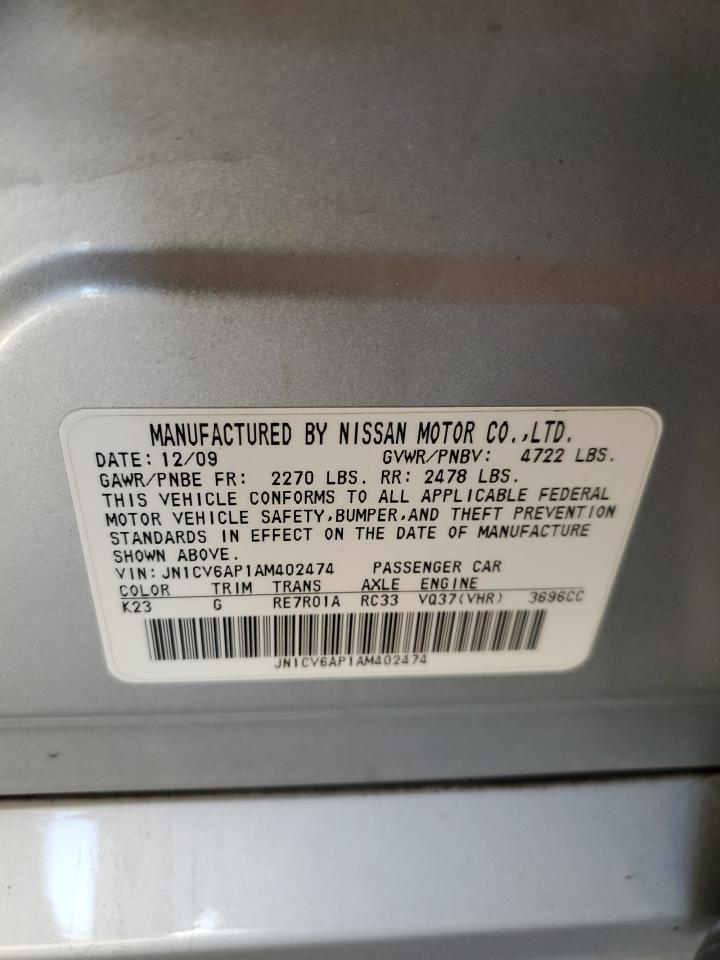 MANUFACTURED BY NISSAN MOTOR CO.,LTD.
DATE: 12/09 GVWR/PNBV: 4722 LBS.
GAWR/PNBE FR: 2270 LBS. RR: 2478 LBS.
THIS VEHICLE CONFORMS TO ALL APPLICABLE FEDERAL
MOTOR VEHICLE SAFETY,BUMPER,AND THEFT PREVENTION
STANDARDS IN EFFECT ON THE DATE OF MANUFACTURE
SHOWN ABOVE.
VIN: JN1CV6AP1AM402474 PASSENGER CAR
COLOR TRIM TRANS AXLE ENGINE
K23 G RE7R01A RC33 VQ37(VHR) 3696CC
JN1CV6AP1AM402474